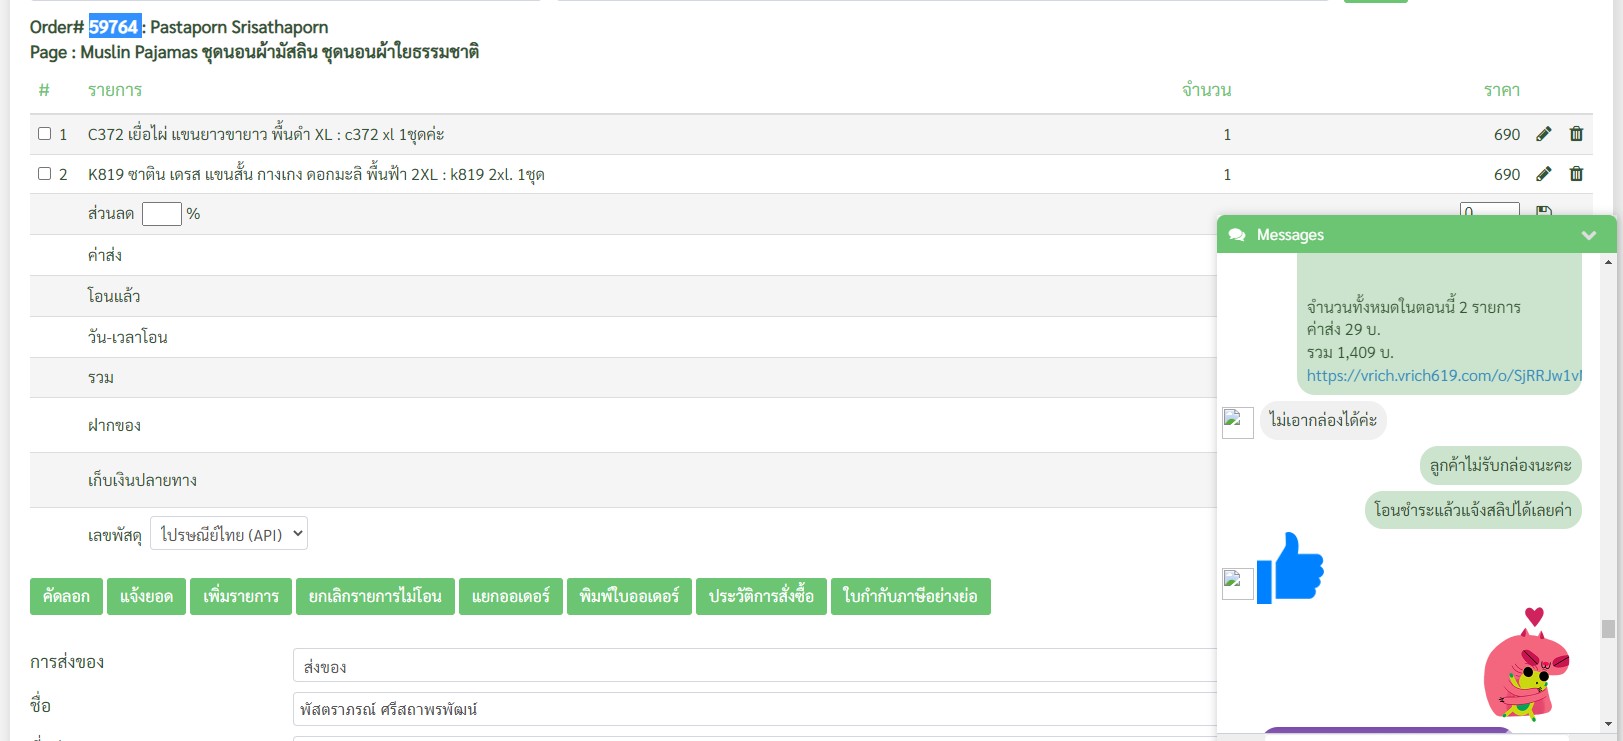 Order# 59764 : Pastaporn Srisathaporn
Page : Muslin Pajamas ชุดนอนผ้ามัสลิน ชุดนอนผ้าใยธรรมชาติ
# รายการ จำนวน ราคา
1 C372 เยื่อไผ่ แขนยาวขายาว พื้นดำ XL : c372 xl 1ชุดค่ะ 1 690
2 K819 ซาติน เดรส แขนสั้น กางเกง ดอกมะลิ พื้นฟ้า 2XL : k819 2xl. 1ชุด 1 690
ส่วนลด % 0
ค่าส่ง
โอนแล้ว
วัน-เวลาโอน
รวม
ฝากของ
เก็บเงินปลายทาง
เลขพัสดุ ไปรษณีย์ไทย (API)
คัดลอก แจ้งยอด เพิ่มรายการ ยกเลิกรายการไม่โอน แยกออเดอร์ พิมพ์ใบออเดอร์ ประวัติการสั่งซื้อ ใบกำกับภาษีอย่างย่อ
การส่งของ ส่งของ
ชื่อ พัสตราภรณ์ ศรีสถาพรพัฒน์
Messages
จำนวนทั้งหมดในตอนนี้ 2 รายการ
ค่าส่ง 29 บ.
รวม 1,409 บ.
https://vrich.vrich619.com/o/SjRRJw1v
ไม่เอากล่องได้ค่ะ
ลูกค้าไม่รับกล่องนะคะ
โอนชำระแล้วแจ้งสลิปได้เลยค่า